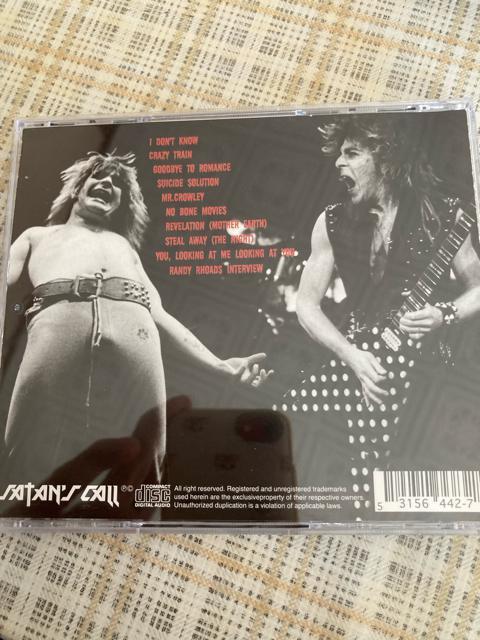 I DON'T KNOW
CRAZY TRAIN
GOODBYE TO ROMANCE
SUICIDE SOLUTION
MR.CROWLEY
NO BONE MOVIES
REVELATION (MOTHER EARTH)
STEAL AWAY (THE NIGHT)
YOU, LOOKING AT ME LOOKING AT YOU
RANDY RHOADS INTERVIEW
SATAN'S CALL ℗© COMPACT disc DIGITAL AUDIO
All right reserved. Registered and unregistered trademarks
used herein are the exclusiveproperty of their respective owners.
Unauthorized duplication is a violation of applicable laws.
5 3156 442-7